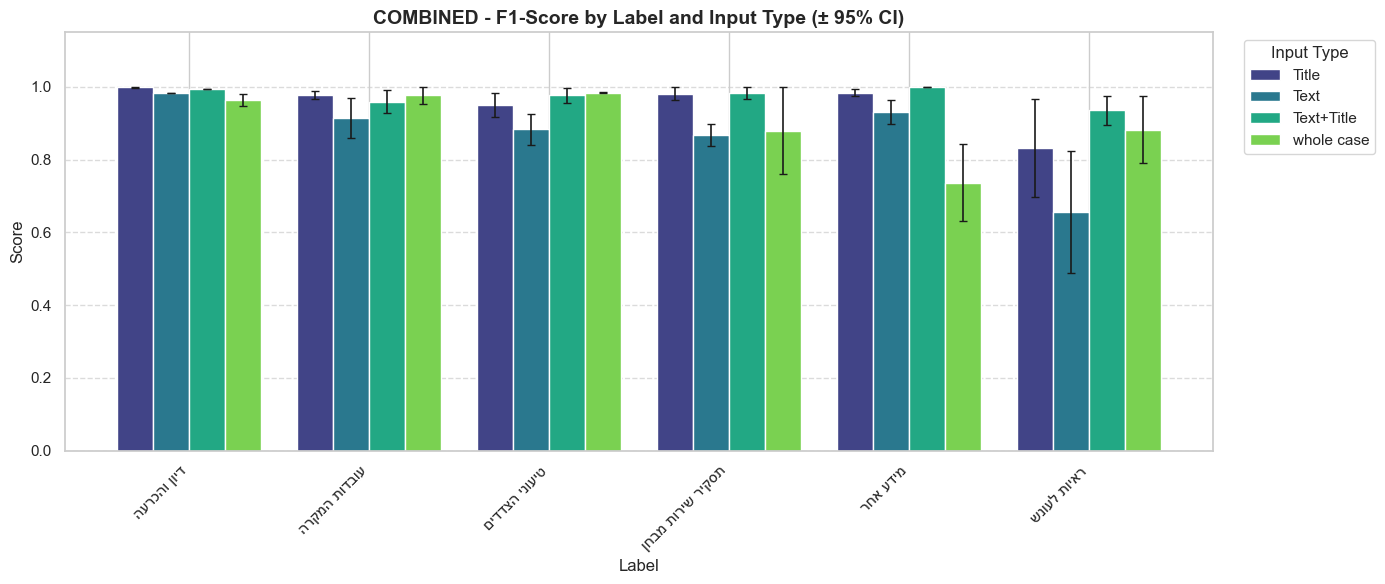 COMBINED - F1-Score by Label and Input Type (± 95% CI)
Input Type
Title
Text
Text+Title
whole case
Score
1.0
0.8
0.6
0.4
0.2
0.0
דיון והכרעה
עובדות המקרה
טיעוני הצדדים
תסקיר שירות מבחן
מידע אחר
ראיות לעונש
Label